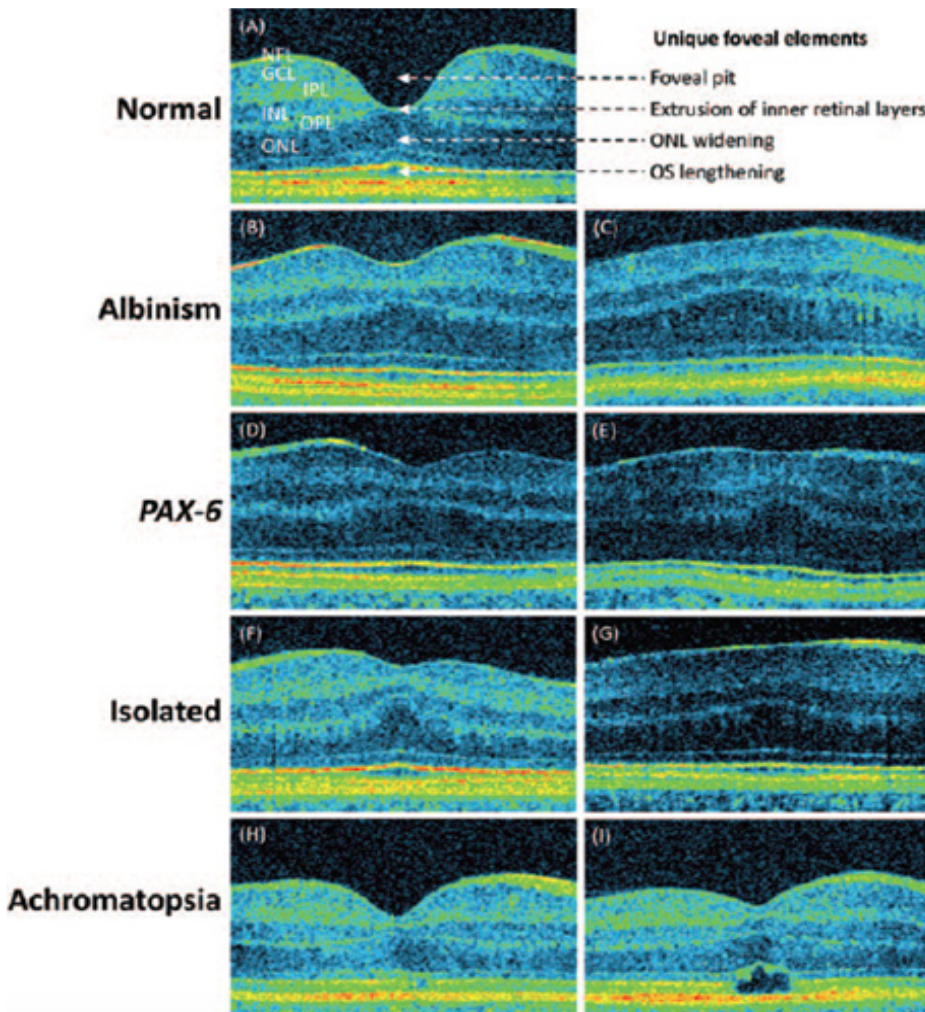 (A)
Unique foveal elements
NFL
GCL
IPL
INL
OPL
ONL
Normal
Foveal pit
Extrusion of inner retinal layers
ONL widening
OS lengthening
(B)
(C)
Albinism
(D)
(E)
PAX-6
(F)
(G)
Isolated
(H)
(I)
Achromatopsia